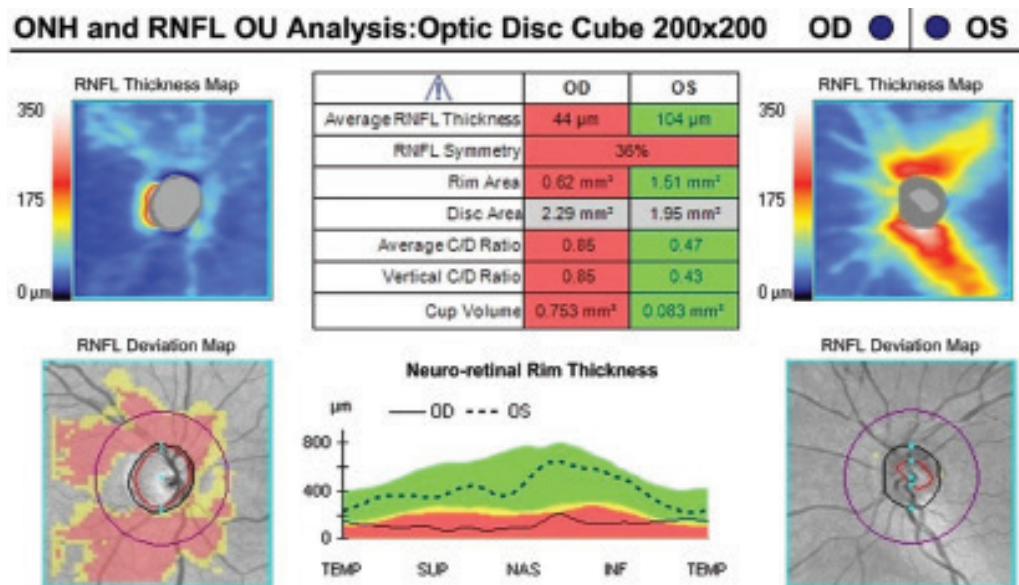 ONH and RNFL OU Analysis:Optic Disc Cube 200x200 OD OS
RNFL Thickness Map
350
175
0 µm
OD OS
Average RNFL Thickness 44 µm 104 µm
RNFL Symmetry 36%
Rim Area 0.62 mm² 1.51 mm²
Disc Area 2.29 mm² 1.95 mm²
Average C/D Ratio 0.85 0.47
Vertical C/D Ratio 0.85 0.43
Cup Volume 0.753 mm³ 0.083 mm³
RNFL Thickness Map
350
175
0 µm
RNFL Deviation Map
Neuro-retinal Rim Thickness
µm OD OS
800
400
0
TEMP SUP NAS INF TEMP
RNFL Deviation Map